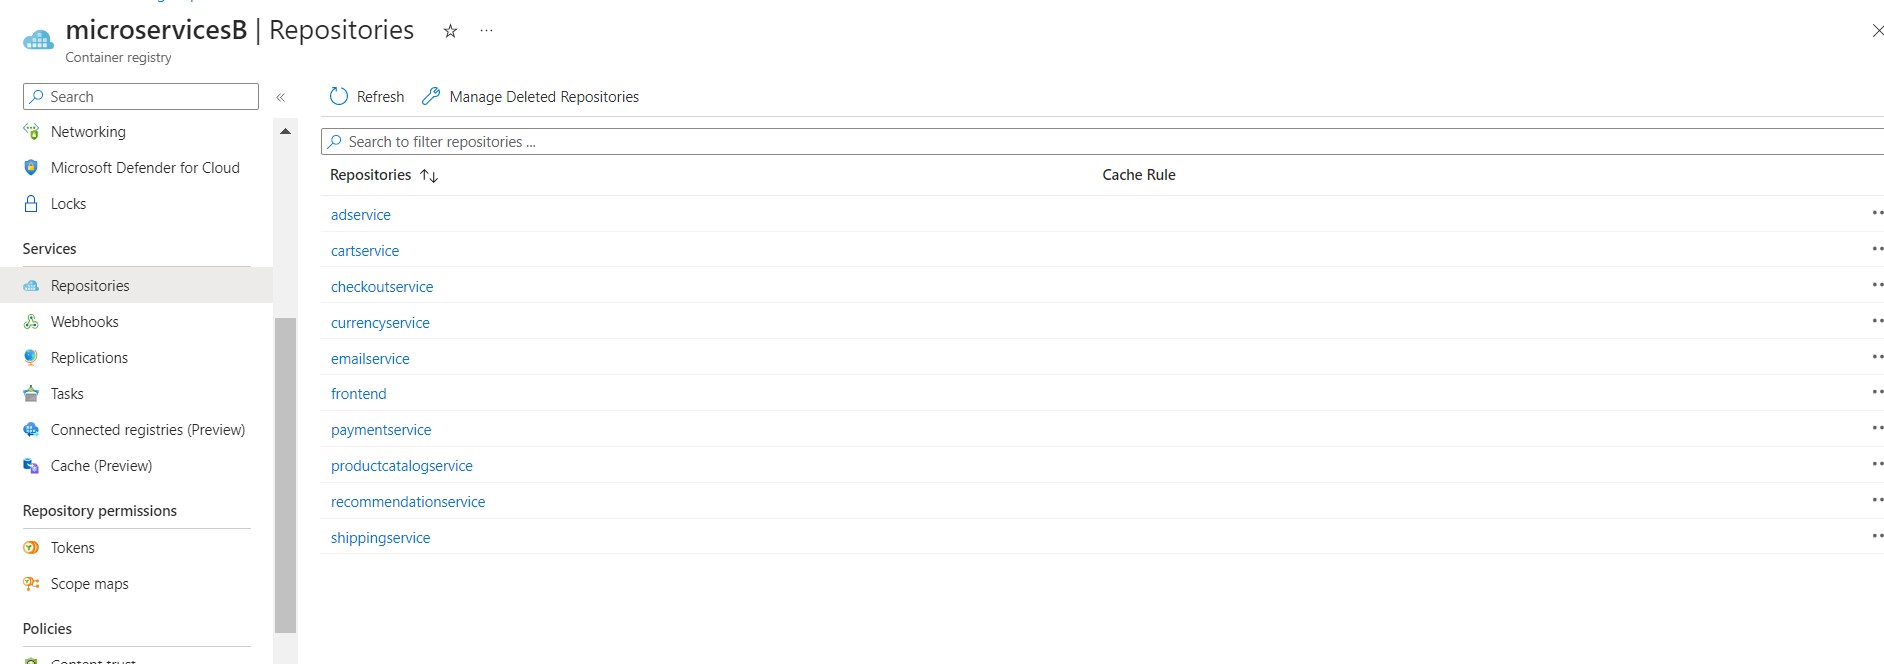 microservicesB | Repositories
Container registry
Search
Networking
Microsoft Defender for Cloud
Locks
Services
Repositories
Webhooks
Replications
Tasks
Connected registries (Preview)
Cache (Preview)
Repository permissions
Tokens
Scope maps
Policies
Content trust
Refresh
Manage Deleted Repositories
Search to filter repositories ...
Repositories Cache Rule
adservice
cartservice
checkoutservice
currencyservice
emailservice
frontend
paymentservice
productcatalogservice
recommendationservice
shippingservice